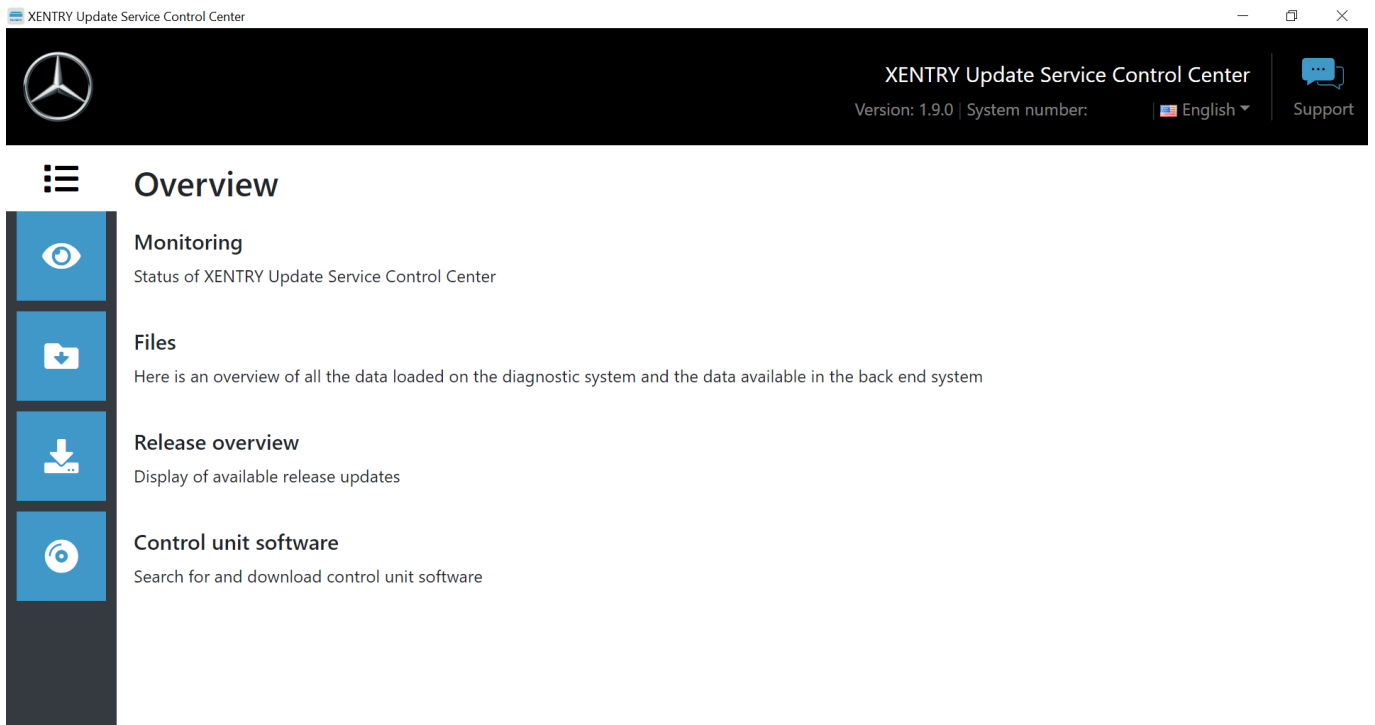 XENTRY Update Service Control Center
XENTRY Update Service Control Center
Version: 1.9.0 | System number: | English
Support
Overview
Monitoring
Status of XENTRY Update Service Control Center
Files
Here is an overview of all the data loaded on the diagnostic system and the data available in the back end system
Release overview
Display of available release updates
Control unit software
Search for and download control unit software